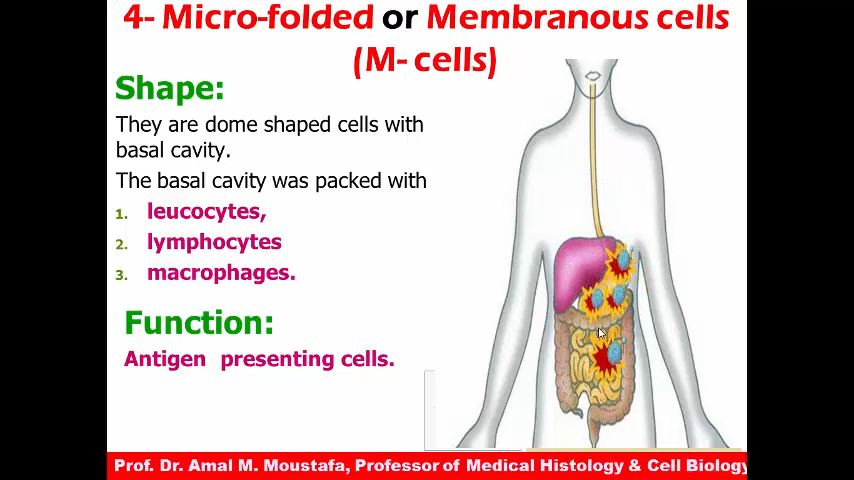 4- Micro-folded or Membranous cells
(M- cells)
Shape:
They are dome shaped cells with
basal cavity.
The basal cavity was packed with
1. leucocytes,
2. lymphocytes
3. macrophages.
Function:
Antigen presenting cells.
Prof. Dr. Amal M. Moustafa, Professor of Medical Histology & Cell Biology